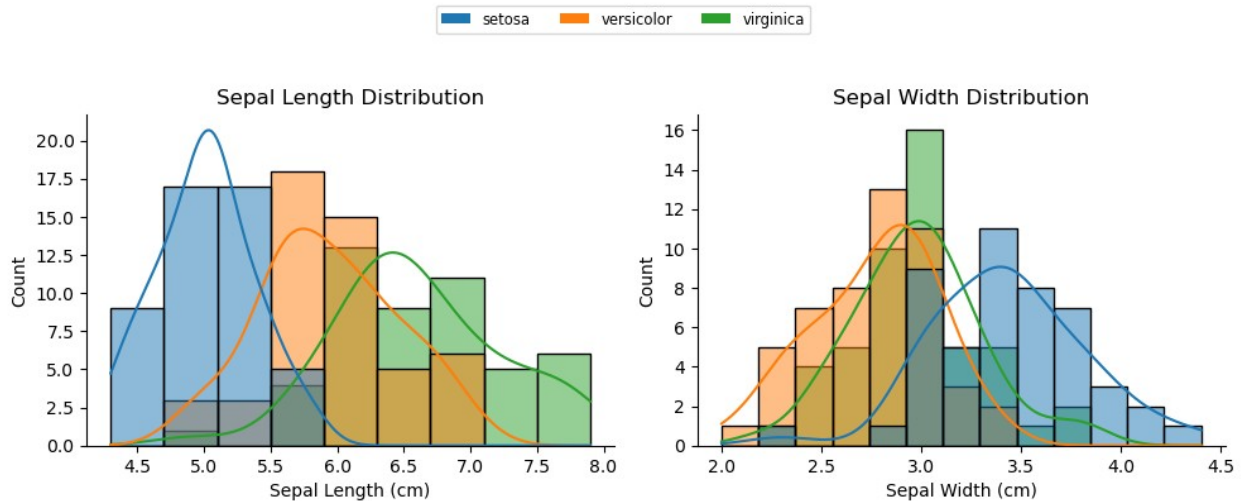 setosa versicolor virginica
Sepal Length Distribution
20.0
17.5
15.0
12.5
10.0
7.5
5.0
2.5
0.0
Count
4.5 5.0 5.5 6.0 6.5 7.0 7.5 8.0
Sepal Length (cm)
Sepal Width Distribution
16
14
12
10
8
6
4
2
0
Count
2.0 2.5 3.0 3.5 4.0 4.5
Sepal Width (cm)